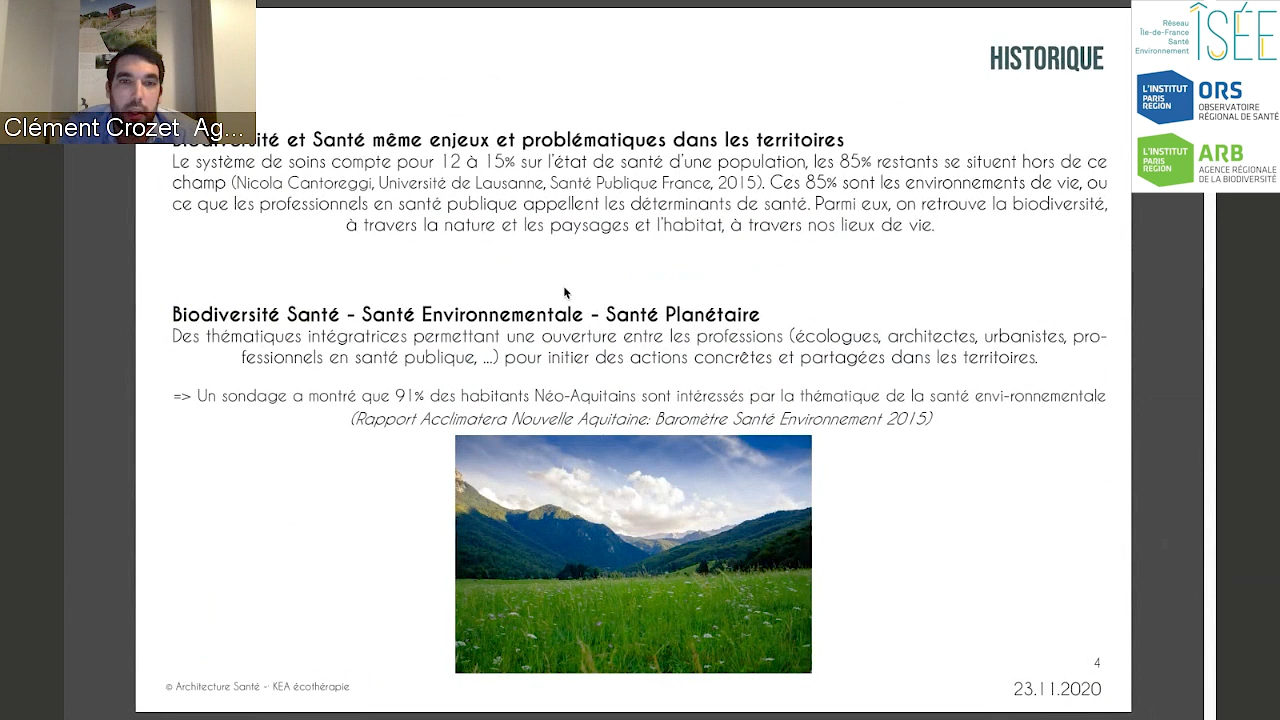 HISTORIQUE
Réseau
Île-de-France
Santé
Environnement
ÎSÉE
L'INSTITUT
PARIS
REGION
ORS
OBSERVATOIRE
RÉGIONAL DE SANTÉ
L'INSTITUT
PARIS
REGION
ARB
AGENCE RÉGIONALE
DE LA BIODIVERSITÉ
Clément Crozet Ag...
et Santé même enjeux et problématiques dans les territoires
Le système de soins compte pour 12 à 15% sur l'état de santé d'une population, les 85% restants se situent hors de ce
champ (Nicola Cantoreggi, Université de Lausanne, Santé Publique France, 2015). Ces 85% sont les environnements de vie, ou
ce que les professionnels en santé publique appellent les déterminants de santé. Parmi eux, on retrouve la biodiversité,
à travers la nature et les paysages et l'habitat, à travers nos lieux de vie.
Biodiversité Santé - Santé Environnementale - Santé Planétaire
Des thématiques intégratrices permettant une ouverture entre les professions (écologues, architectes, urbanistes, pro-
fessionnels en santé publique, ...) pour initier des actions concrètes et partagées dans les territoires.
=> Un sondage a montré que 91% des habitants Néo-Aquitains sont intéressés par la thématique de la santé envi-ronnementale
(Rapport Acclimatera Nouvelle Aquitaine: Baromètre Santé Environnement 2015)
4
© Architecture Santé - KEA écothérapie
23.11.2020